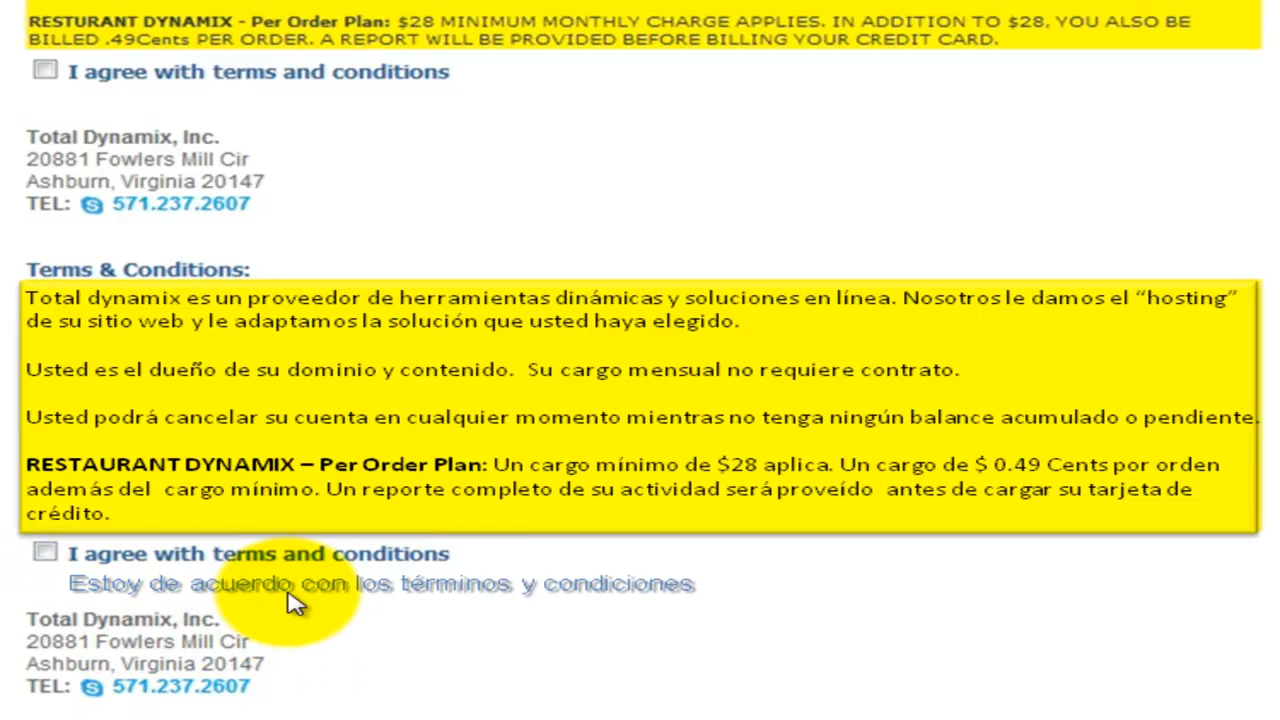 RESTURANT DYNAMIX - Per Order Plan: $28 MINIMUM MONTHLY CHARGE APPLIES. IN ADDITION TO $28, YOU ALSO BE
BILLED .49Cents PER ORDER. A REPORT WILL BE PROVIDED BEFORE BILLING YOUR CREDIT CARD.
I agree with terms and conditions
Total Dynamix, Inc.
20881 Fowlers Mill Cir
Ashburn, Virginia 20147
TEL: 571.237.2607
Terms & Conditions:
Total dynamix es un proveedor de herramientas dinámicas y soluciones en línea. Nosotros le damos el “hosting”
de su sitio web y le adaptamos la solución que usted haya elegido.
Usted es el dueño de su dominio y contenido. Su cargo mensual no requiere contrato.
Usted podrá cancelar su cuenta en cualquier momento mientras no tenga ningún balance acumulado o pendiente.
RESTAURANT DYNAMIX – Per Order Plan: Un cargo mínimo de $28 aplica. Un cargo de $ 0.49 Cents por orden
además del cargo mínimo. Un reporte completo de su actividad será proveído antes de cargar su tarjeta de
crédito.
I agree with terms and conditions
Estoy de acuerdo con los términos y condiciones
Total Dynamix, Inc.
20881 Fowlers Mill Cir
Ashburn, Virginia 20147
TEL: 571.237.2607